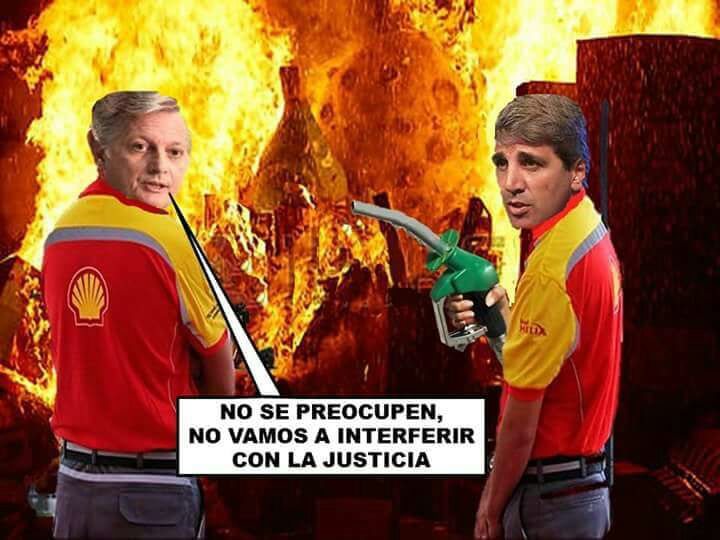 NO SE PREOCUPEN,
NO VAMOS A INTERFERIR
CON LA JUSTICIA